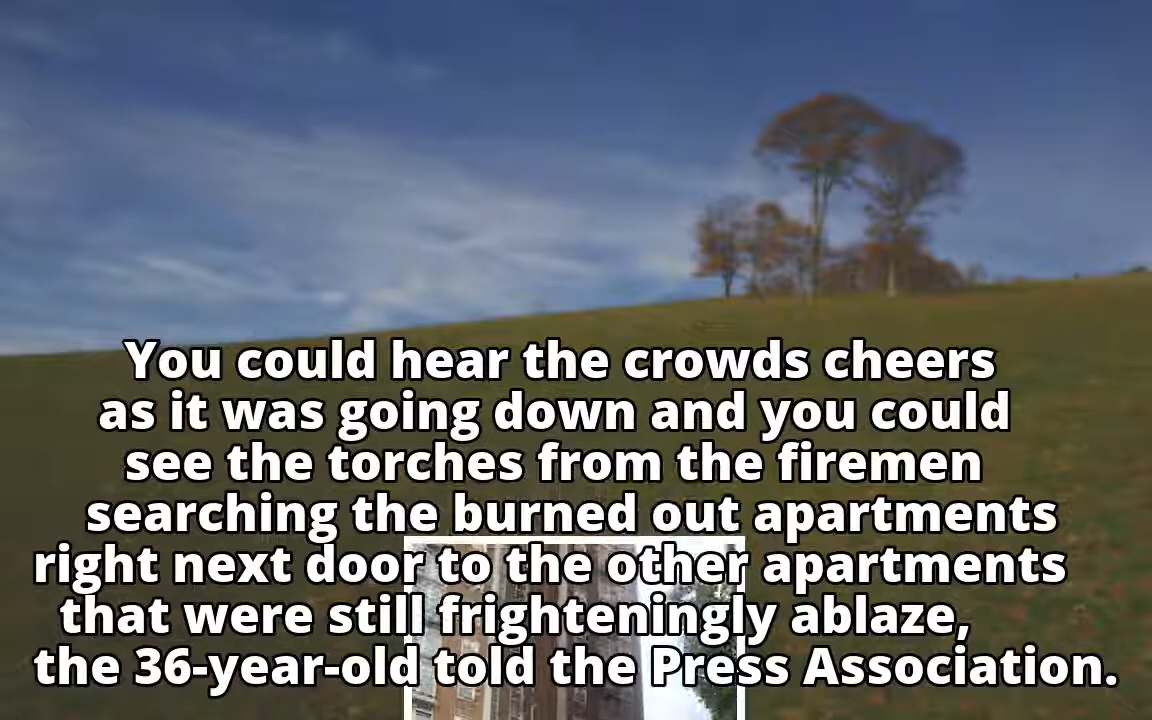 You could hear the crowds cheers
as it was going down and you could
see the torches from the firemen
searching the burned out apartments
right next door to the other apartments
that were still frighteningly ablaze,
the 36-year-old told the Press Association.